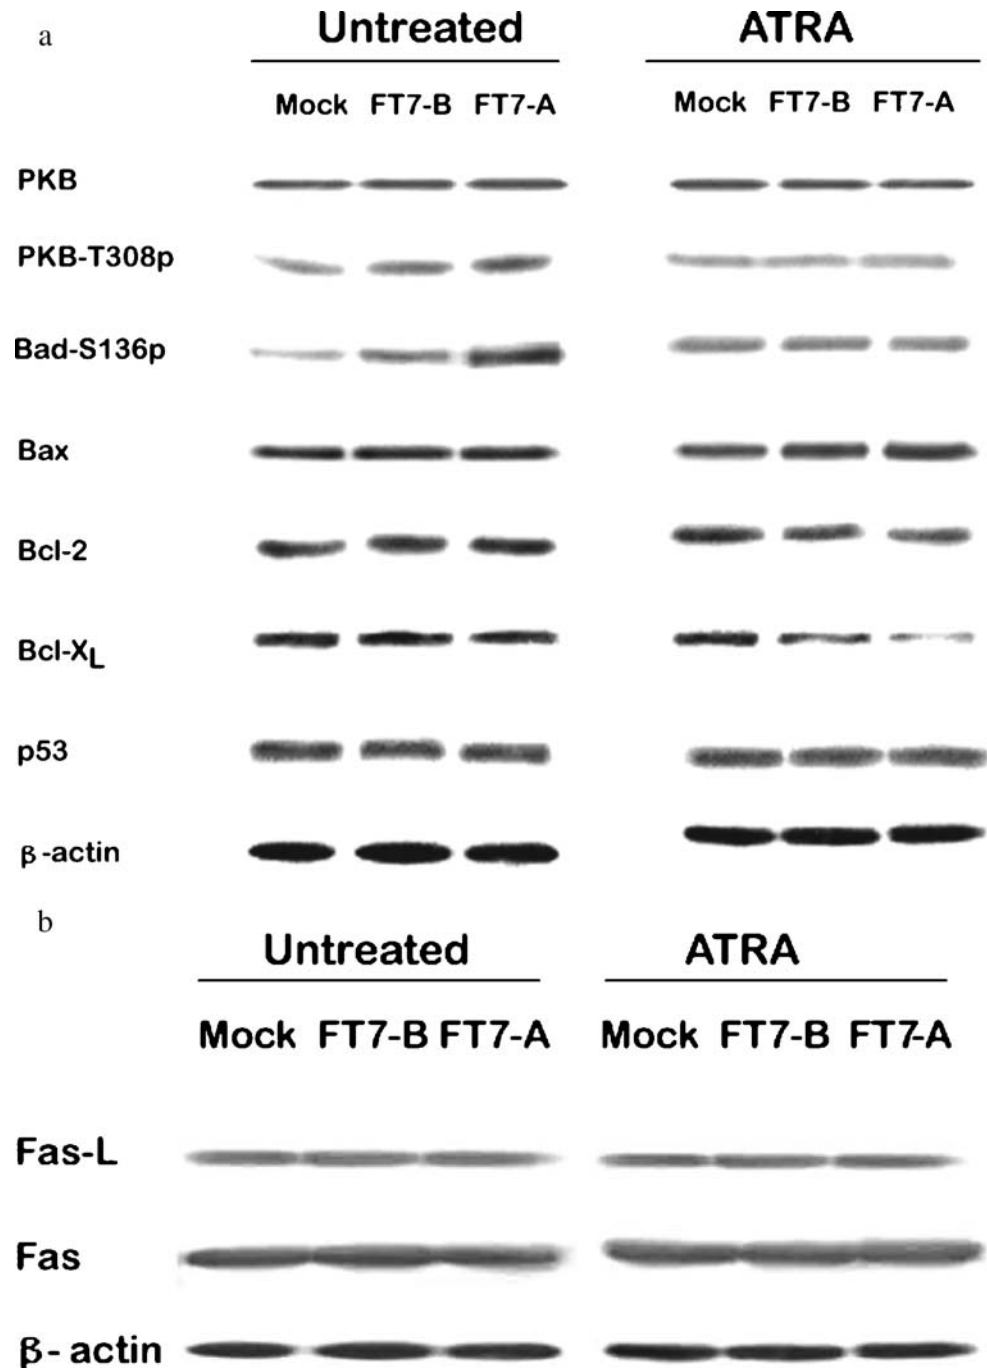 a
Untreated ATRA
Mock FT7-B FT7-A Mock FT7-B FT7-A
PKB
PKB-T308p
Bad-S136p
Bax
Bcl-2
Bcl-XL
p53
β-actin
b
Untreated ATRA
Mock FT7-B FT7-A Mock FT7-B FT7-A
Fas-L
Fas
β- actin